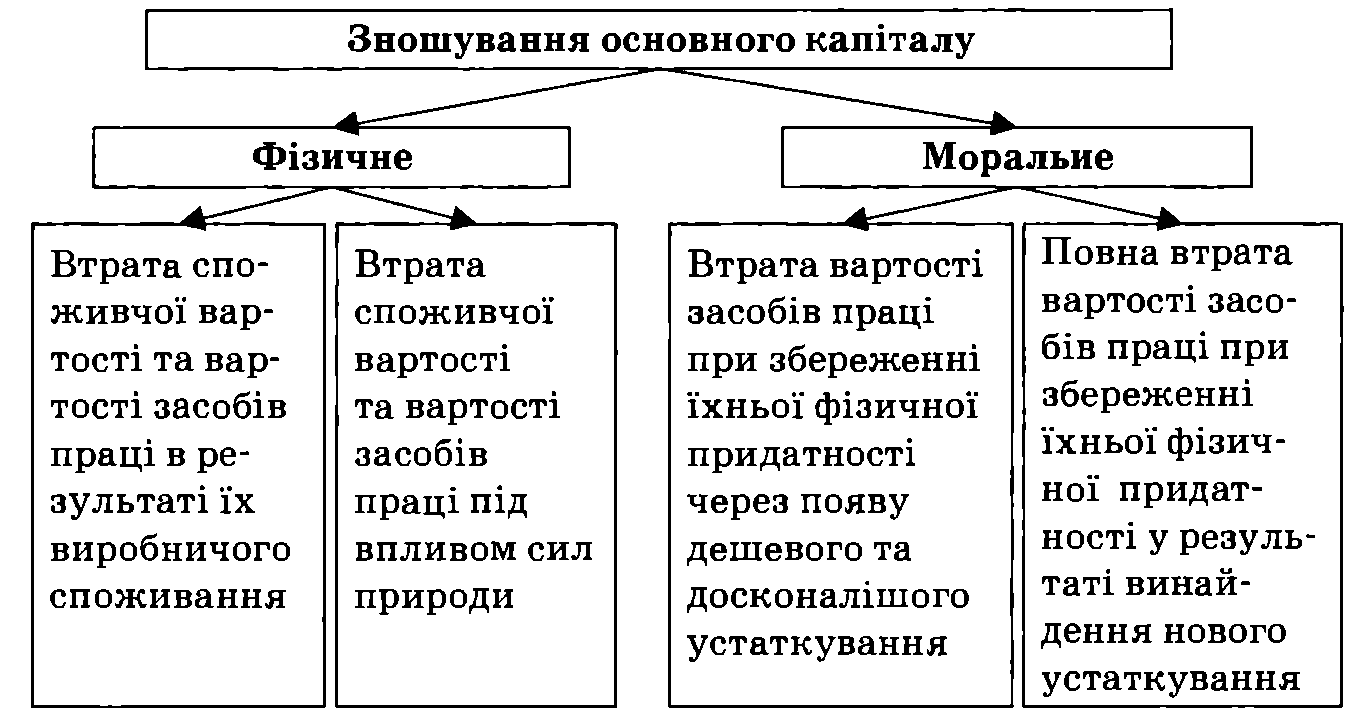 Зношування основного капіталу
Фізичне
Моральие
Втрата спо-
живчої вар-
тості та вар-
тості засобів
праці в ре-
зультаті їх
виробничого
споживання
Втрата
споживчої
вартості
та вартості
засобів
праці під
впливом сил
природи
Втрата вартості
засобів праці
при збереженні
їхньої фізичної
придатності
через появу
дешевого та
досконалішого
устаткування
Повна втрата
вартості засо-
бів праці при
збереженні
їхньої фізич-
ної придат-
ності у резуль-
таті винай-
дення нового
устаткування